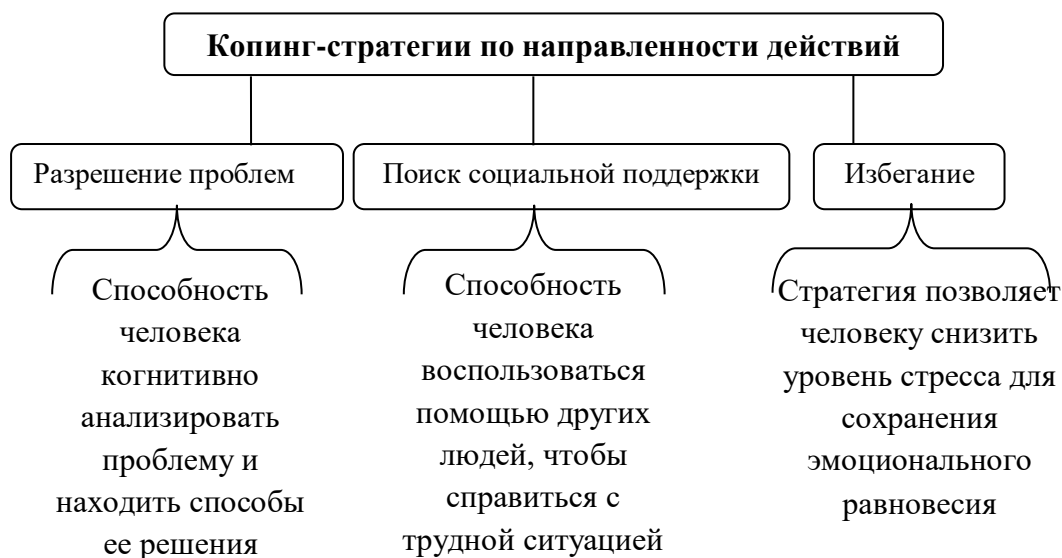 Копинг-стратегии по направленности действий
Разрешение проблем
Поиск социальной поддержки
Избегание
Способность
человека
когнитивно
анализировать
проблему и
находить способы
ее решения
Способность
человека
воспользоваться
помощью других
людей, чтобы
справиться с
трудной ситуацией
Стратегия позволяет
человеку снизить
уровень стресса для
сохранения
эмоционального
равновесия